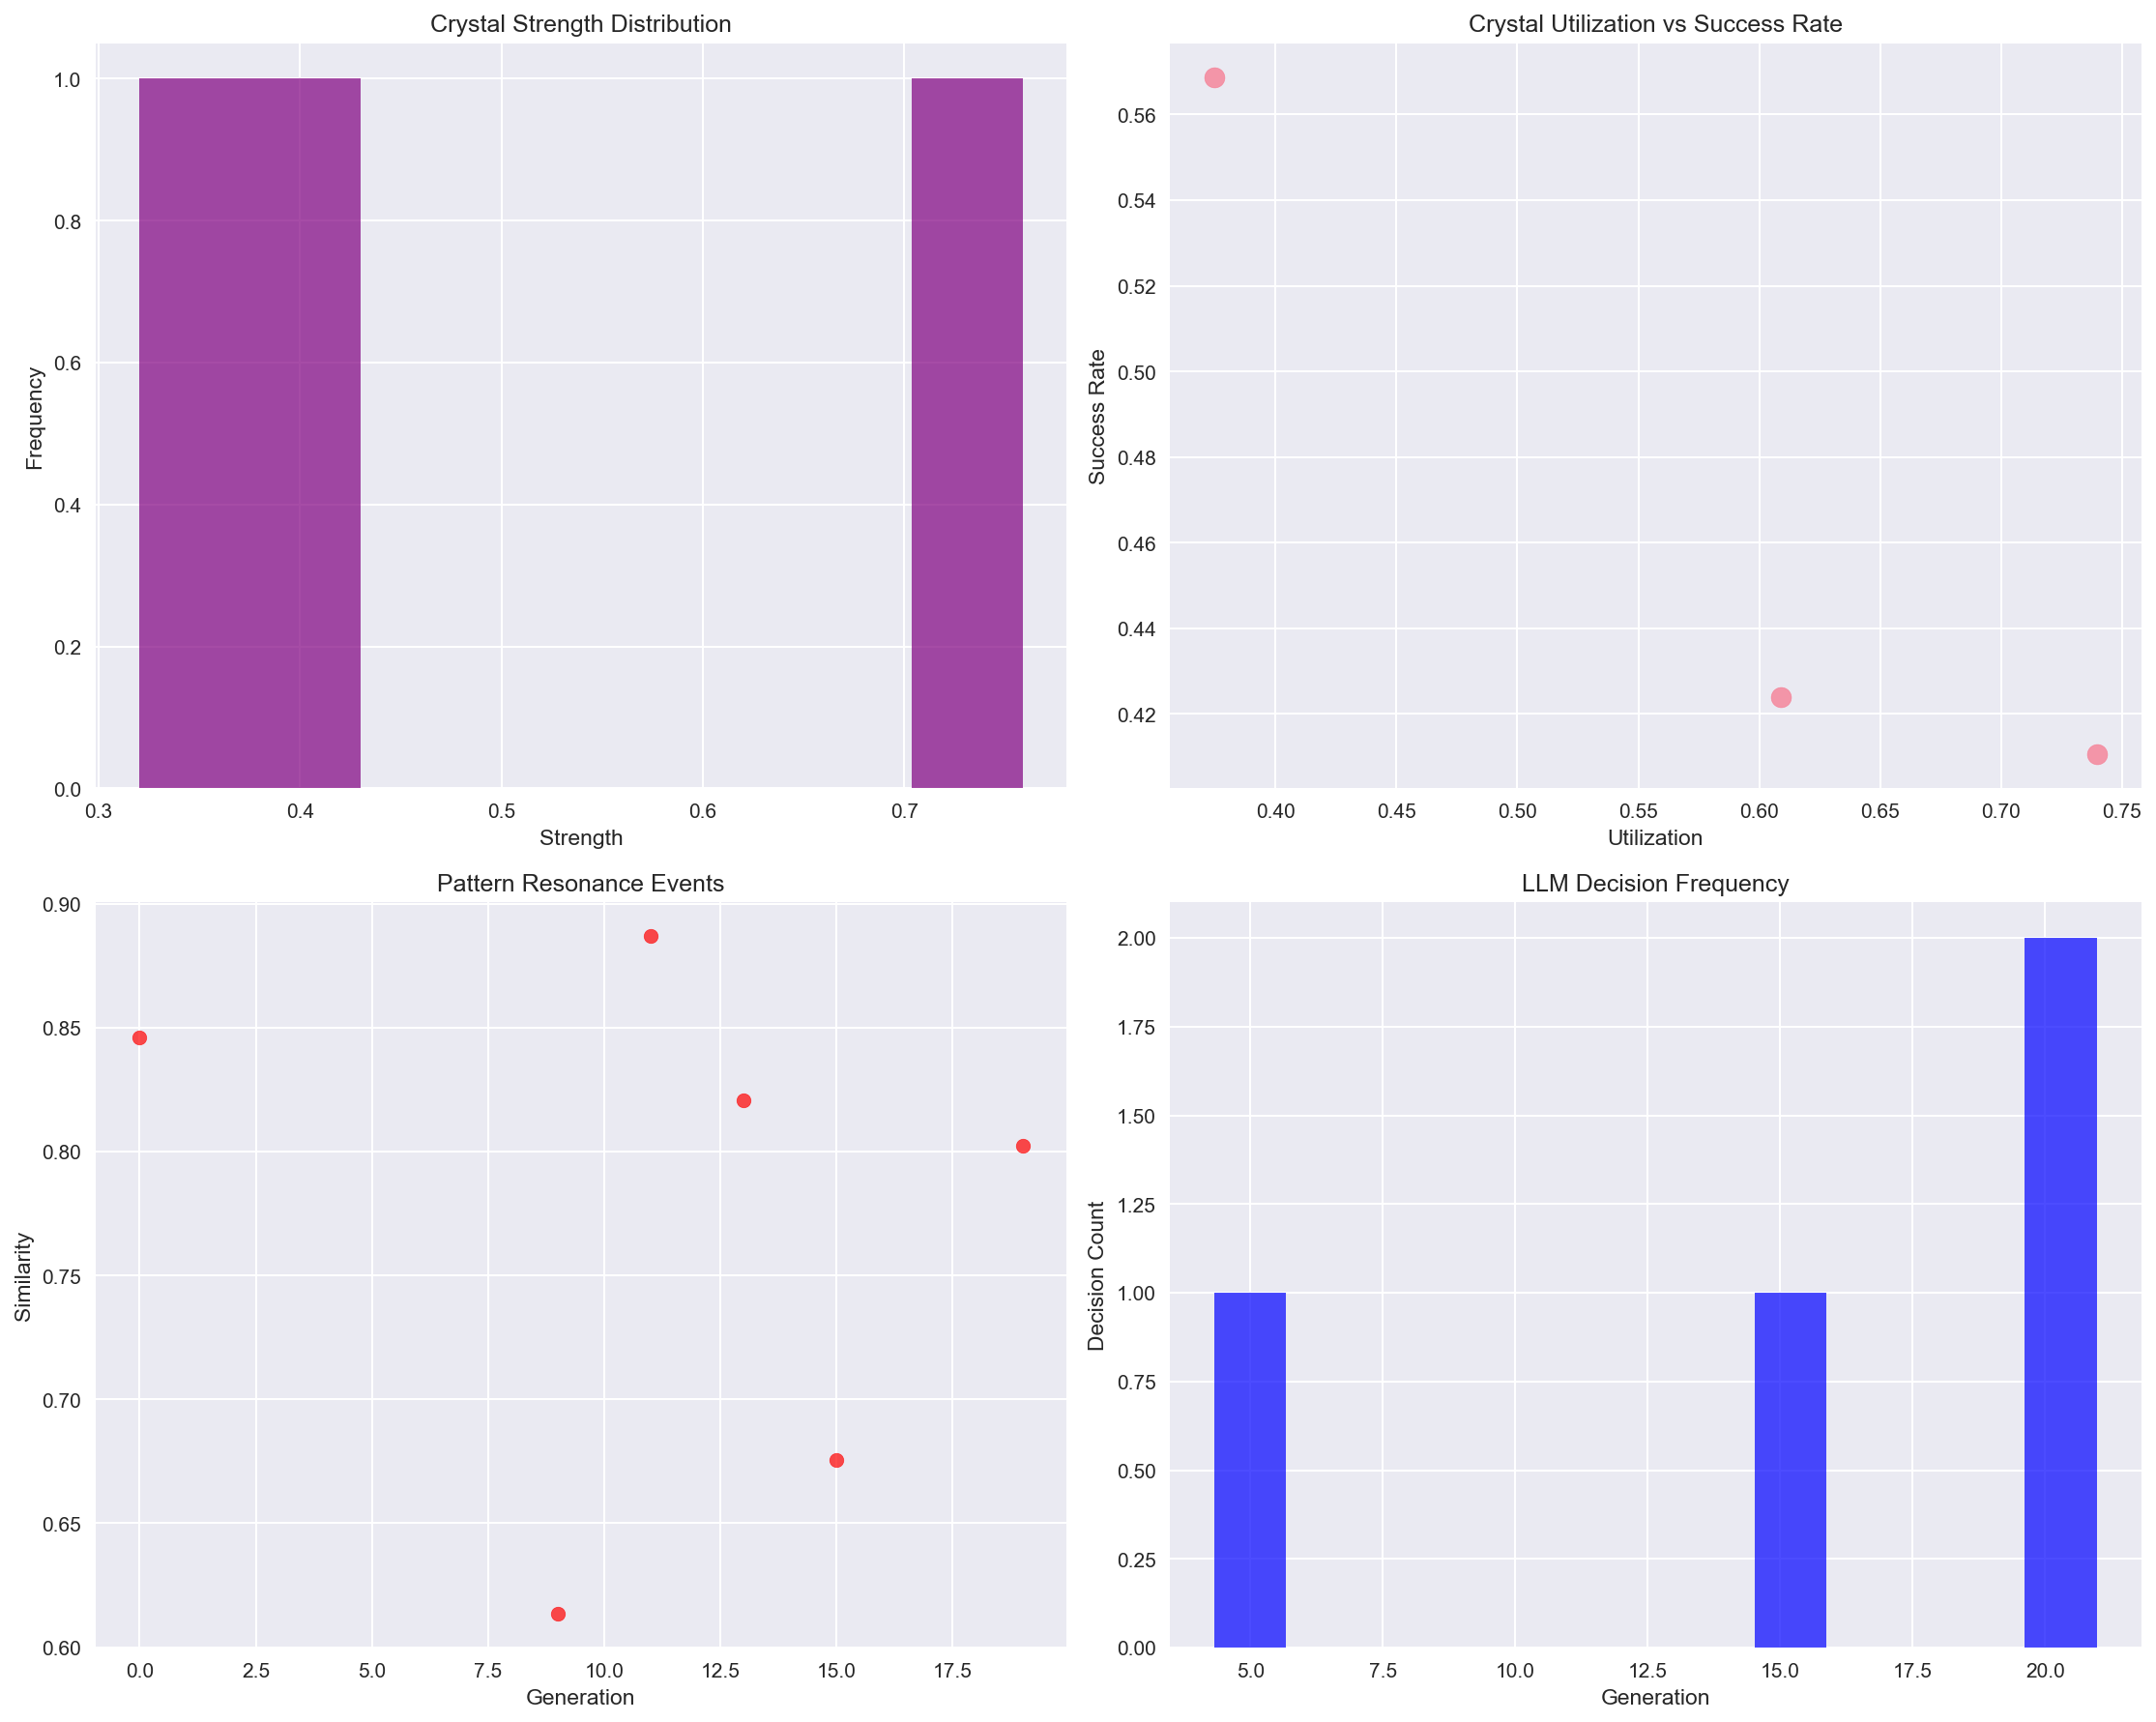 Crystal Strength Distribution
Frequency
1.0
0.8
0.6
0.4
0.2
0.0
0.3 0.4 0.5 0.6 0.7
Strength
Crystal Utilization vs Success Rate
Success Rate
0.56
0.54
0.52
0.50
0.48
0.46
0.44
0.42
0.40 0.45 0.50 0.55 0.60 0.65 0.70 0.75
Utilization
Pattern Resonance Events
Similarity
0.90
0.85
0.80
0.75
0.70
0.65
0.60
0.0 2.5 5.0 7.5 10.0 12.5 15.0 17.5
Generation
LLM Decision Frequency
Decision Count
2.00
1.75
1.50
1.25
1.00
0.75
0.50
0.25
0.00
5.0 7.5 10.0 12.5 15.0 17.5 20.0
Generation